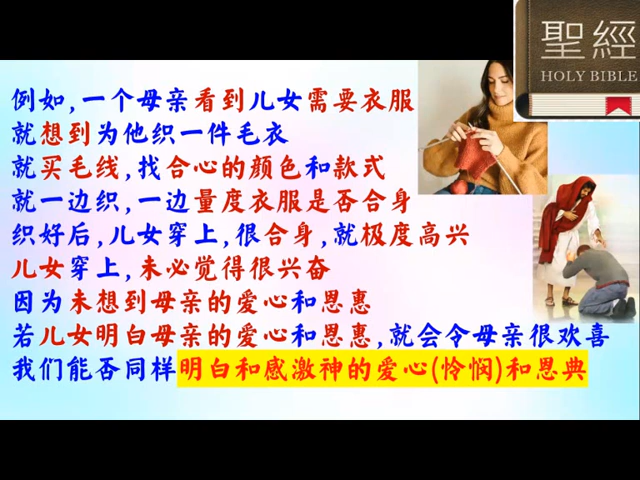 聖經
HOLY BIBLE
例如,一个母亲看到儿女需要衣服
就想到为他织一件毛衣
就买毛线,找合心的颜色和款式
就一边织,一边量度衣服是否合身
织好后,儿女穿上,很合身,就极度高兴
儿女穿上,未必觉得很兴奋
因为未想到母亲的爱心和恩惠
若儿女明白母亲的爱心和恩惠,就会令母亲很欢喜
我们能否同样明白和感激神的爱心(怜悯)和恩典